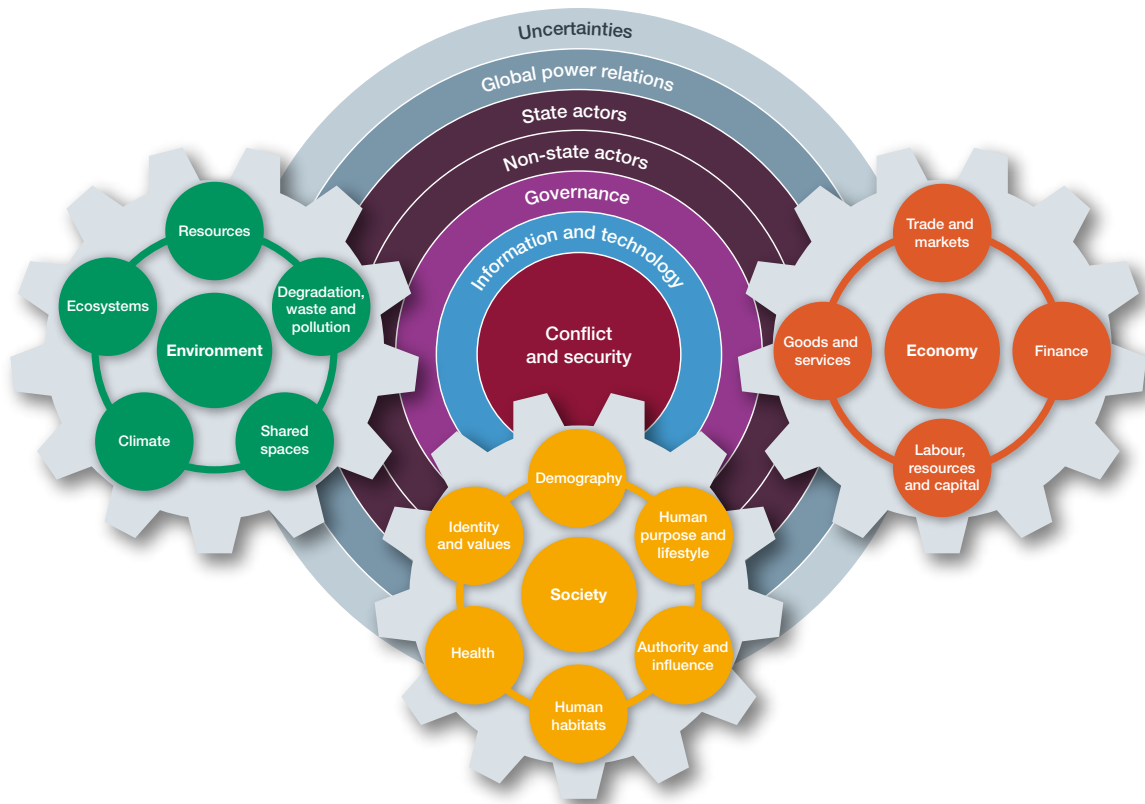 Uncertainties
Global power relations
State actors
Non-state actors
Governance
Information and technology
Conflict
and security
Resources
Ecosystems
Degradation,
waste and
pollution
Environment
Climate
Shared
spaces
Trade and
markets
Goods and
services
Economy
Finance
Labour,
resources
and capital
Demography
Identity
and values
Human
purpose and
lifestyle
Society
Health
Authority and
influence
Human
habitats